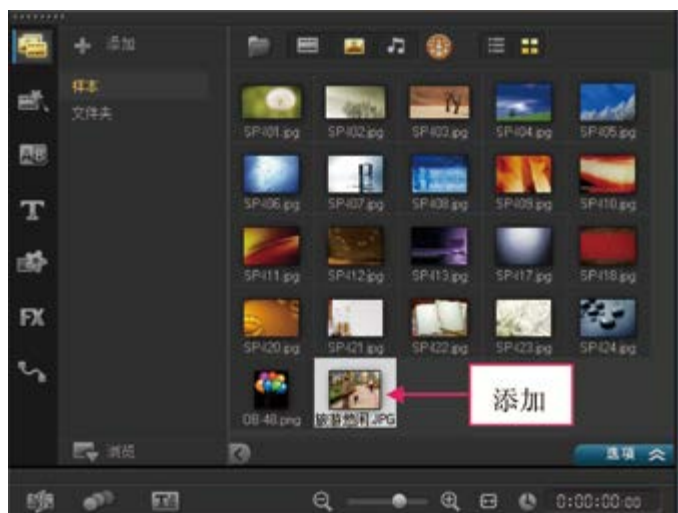 添加
样本
文件夹
SP-I01.jpg SP-I02.jpg SP-I03.jpg SP-I04.jpg SP-I05.jpg
AB
SP-I06.jpg SP-I07.jpg SP-I08.jpg SP-I09.jpg SP-I10.jpg
T
SP-I11.jpg SP-I12.jpg SP-I13.jpg SP-I17.jpg SP-I18.jpg
FX
SP-I20.jpg SP-I21.jpg SP-I22.jpg SP-I23.jpg SP-I24.jpg
添加
08-48.png 旅游悠闲.JPG
浏览
选项
0:00:00:00